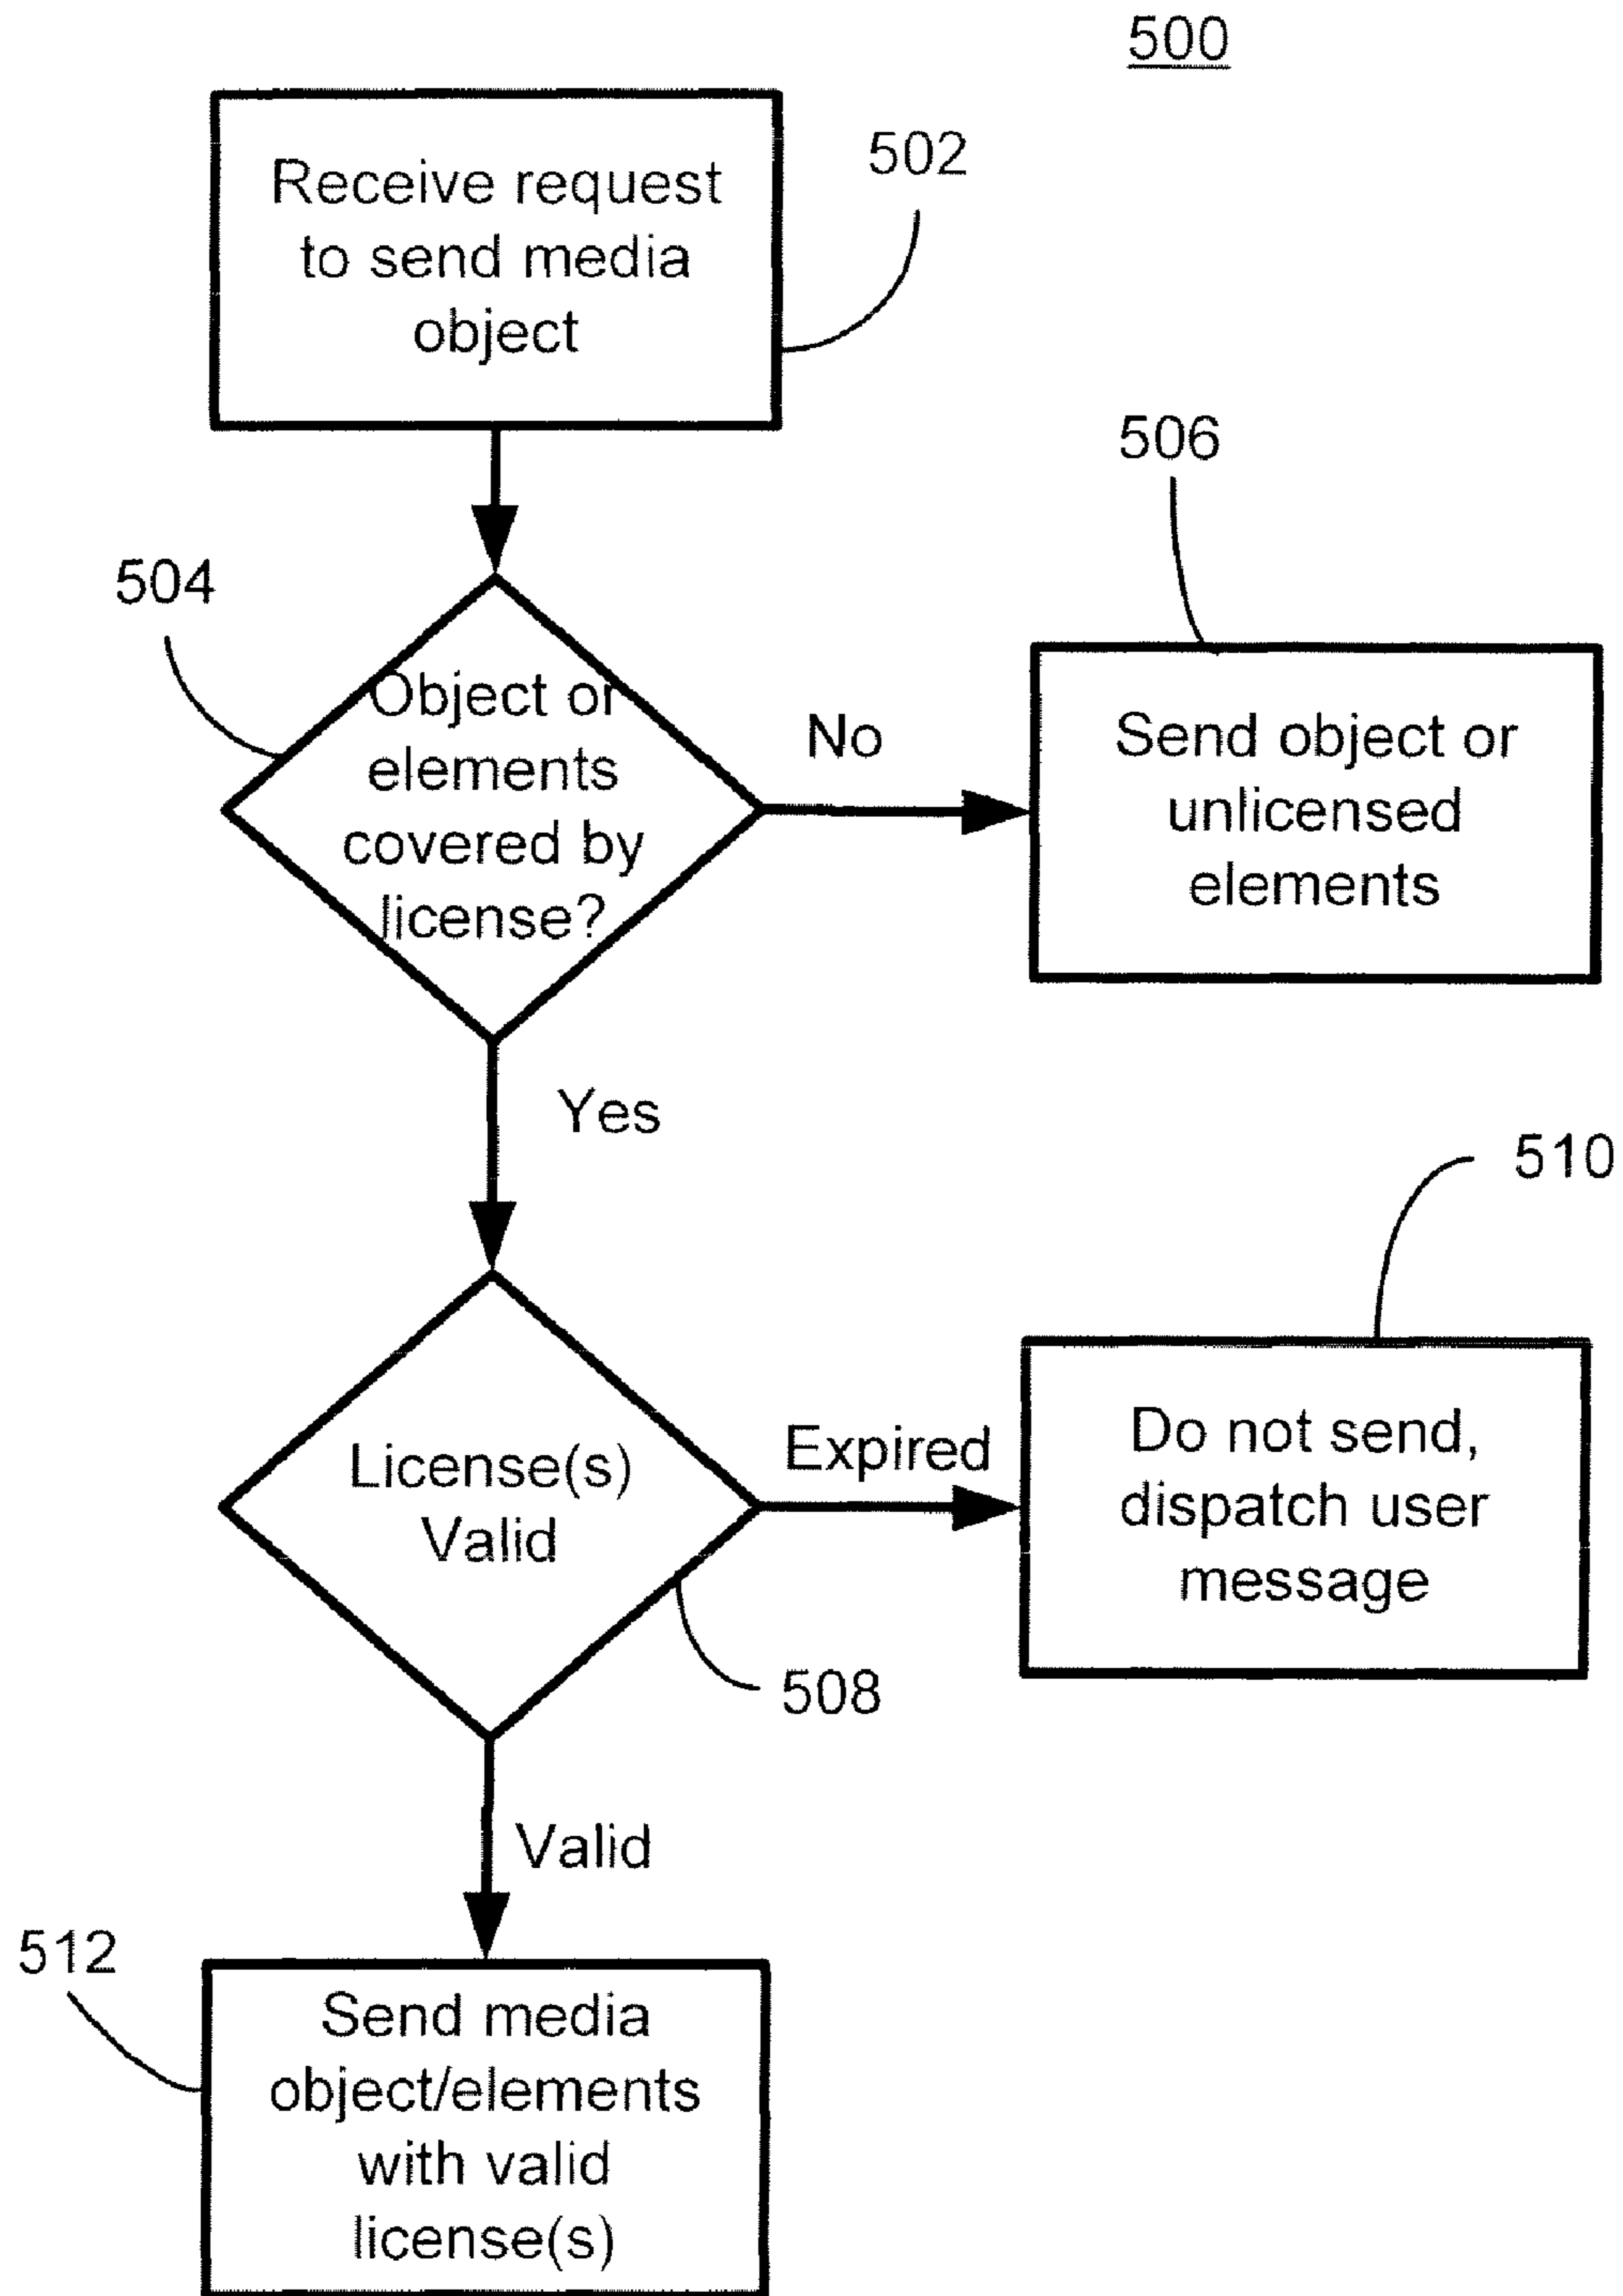 500
Receive request
to send media
object
502
506
504
Object or
elements
covered by
license?
No
Send object or
unlicensed
elements
Yes
510
License(s)
Valid
Expired
Do not send,
dispatch user
message
508
Valid
512
Send media
object/elements
with valid
license(s)